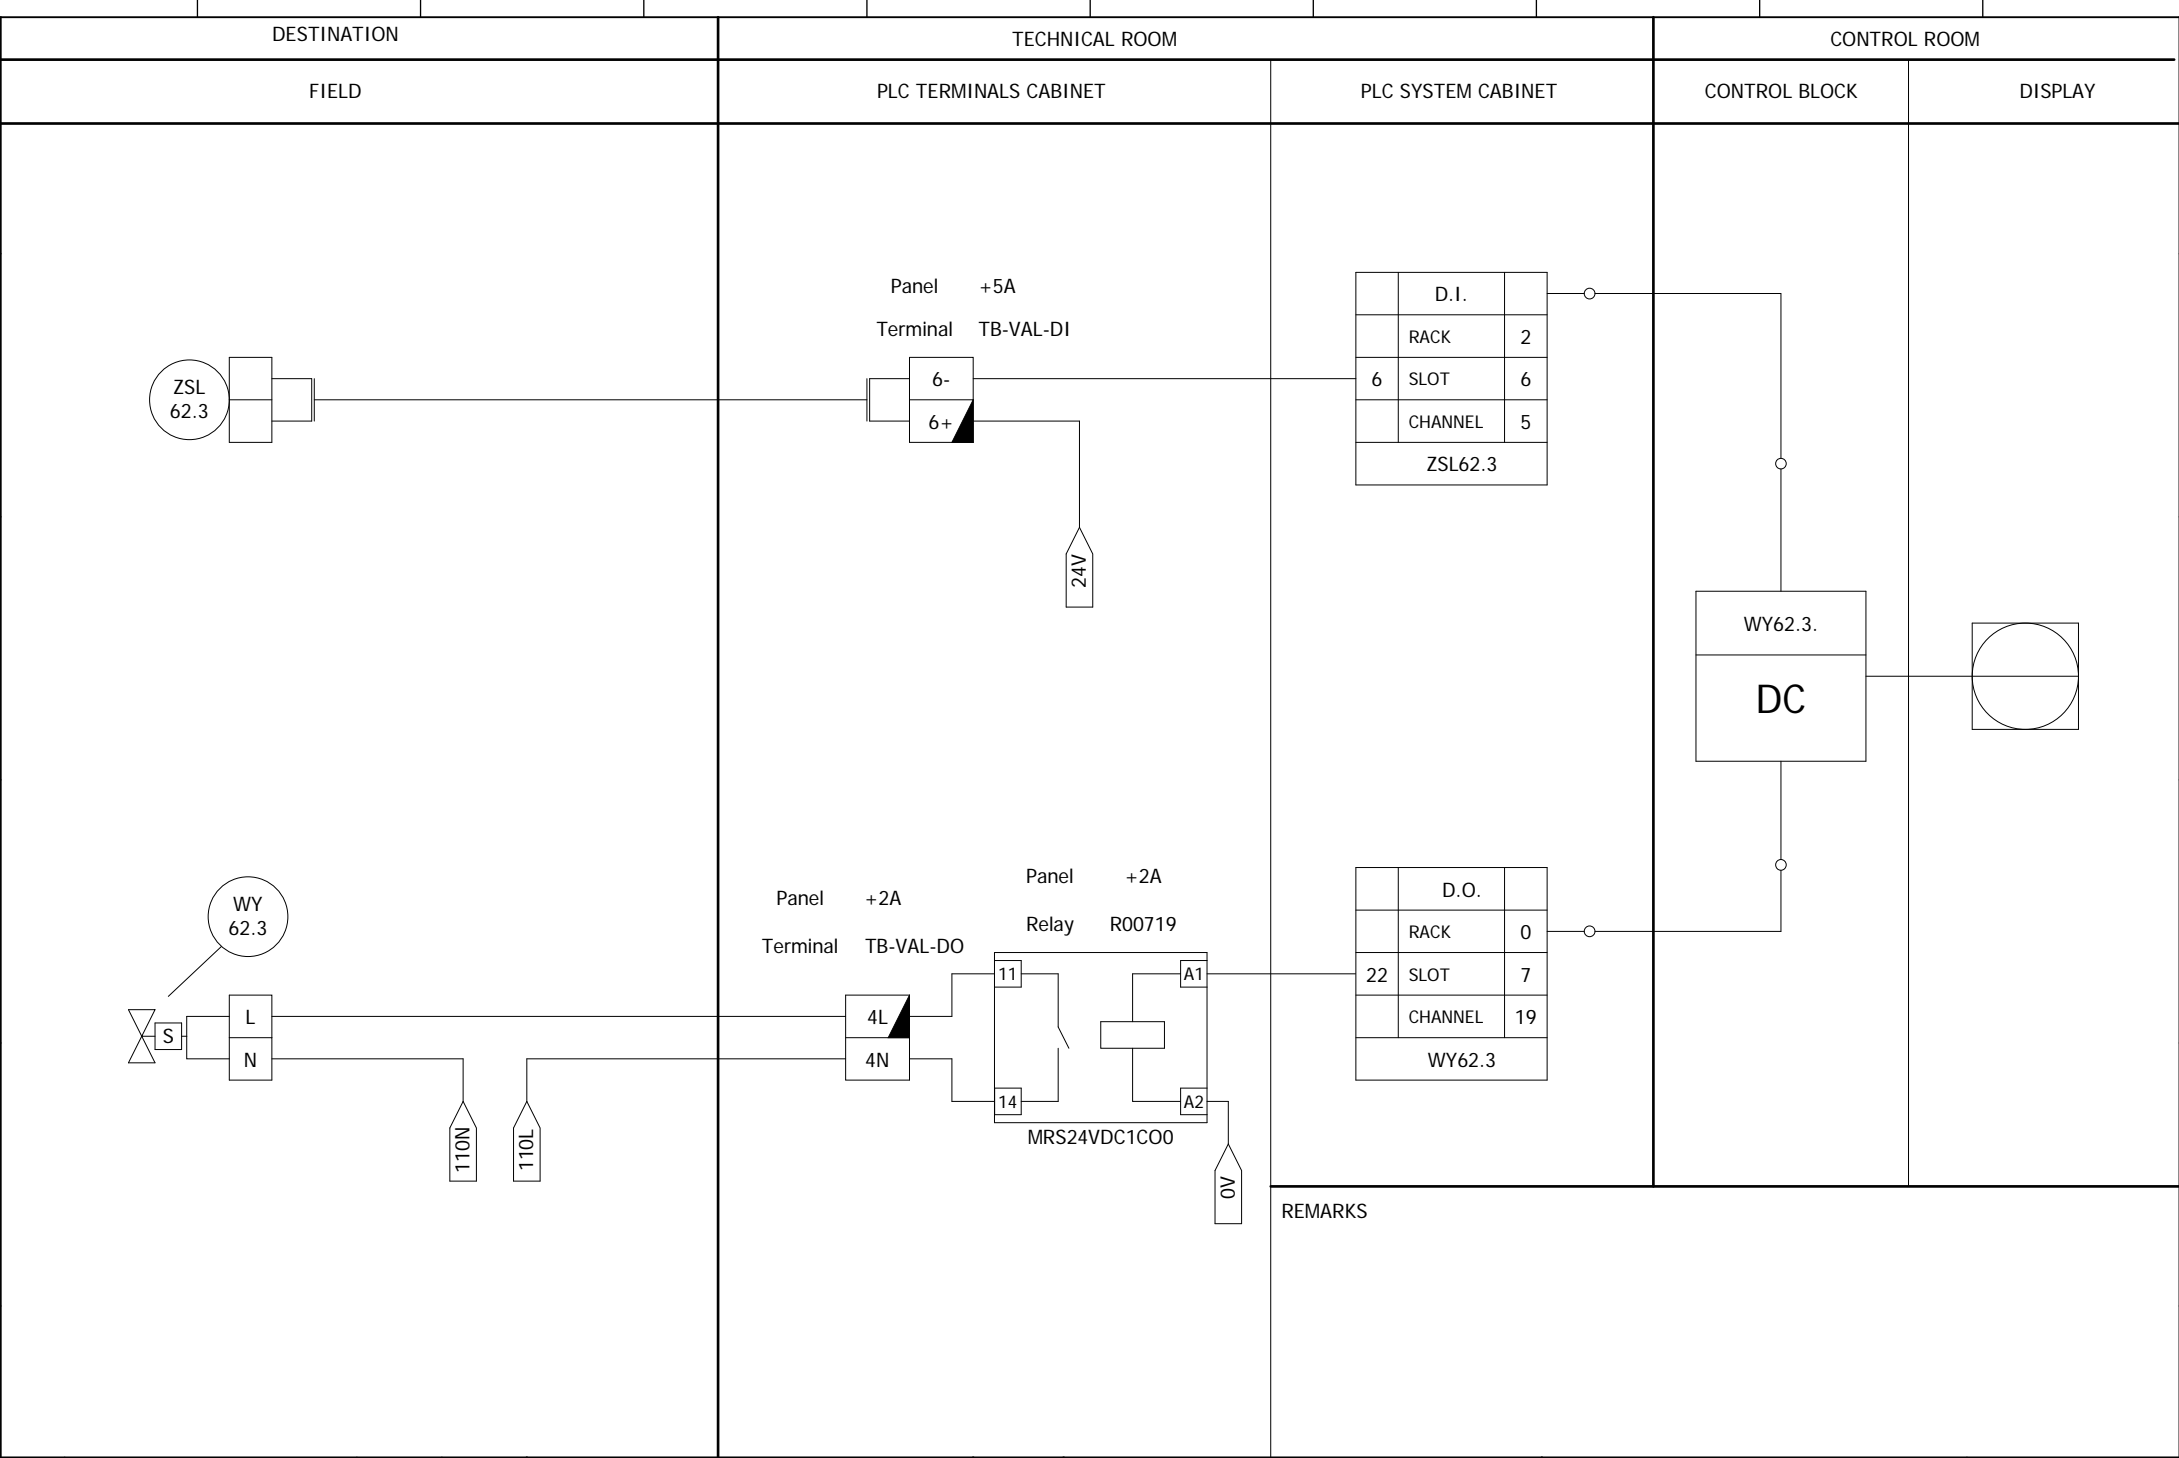 DESTINATION
TECHNICAL ROOM
CONTROL ROOM
FIELD
PLC TERMINALS CABINET
PLC SYSTEM CABINET
CONTROL BLOCK
DISPLAY
Panel +5A
Terminal TB-VAL-DI
ZSL
62.3
6-
6+
24V
D.I.
RACK 2
6 SLOT 6
CHANNEL 5
ZSL62.3
WY62.3.
DC
WY
62.3
S
L
N
110N
110L
Panel +2A
Terminal TB-VAL-DO
4L
4N
Panel +2A
Relay R00719
11
A1
14
A2
MRS24VDC1CO0
0V
D.O.
RACK 0
22 SLOT 7
CHANNEL 19
WY62.3
REMARKS